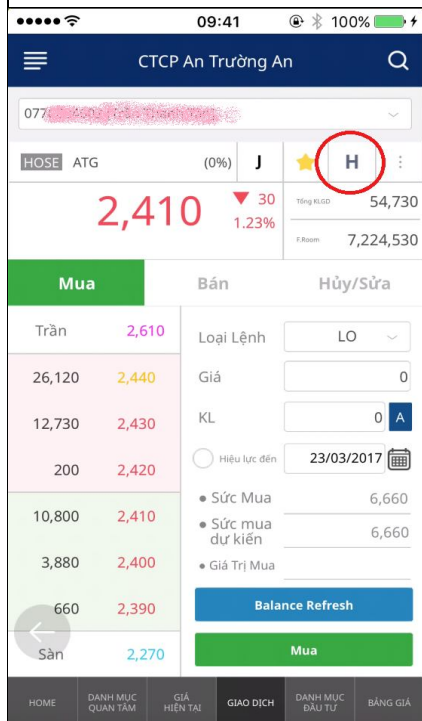 09:41 100%
CTCP An Trường An
077
HOSE ATG (0%) J H
2,410 30 1.23%
Tổng KLGD 54,730
F.Room 7,224,530
Mua Bán Hủy/Sửa
Trần 2,610
26,120 2,440
12,730 2,430
200 2,420
10,800 2,410
3,880 2,400
660 2,390
Sàn 2,270
Loại Lệnh LO
Giá 0
KL 0 A
Hiệu lực đến 23/03/2017
• Sức Mua 6,660
• Sức mua
dự kiến 6,660
• Giá Trị Mua
Balance Refresh
Mua
HOME DANH MỤC QUAN TÂM GIÁ HIỆN TẠI GIAO DỊCH DANH MỤC ĐẦU TƯ BẢNG GIÁ